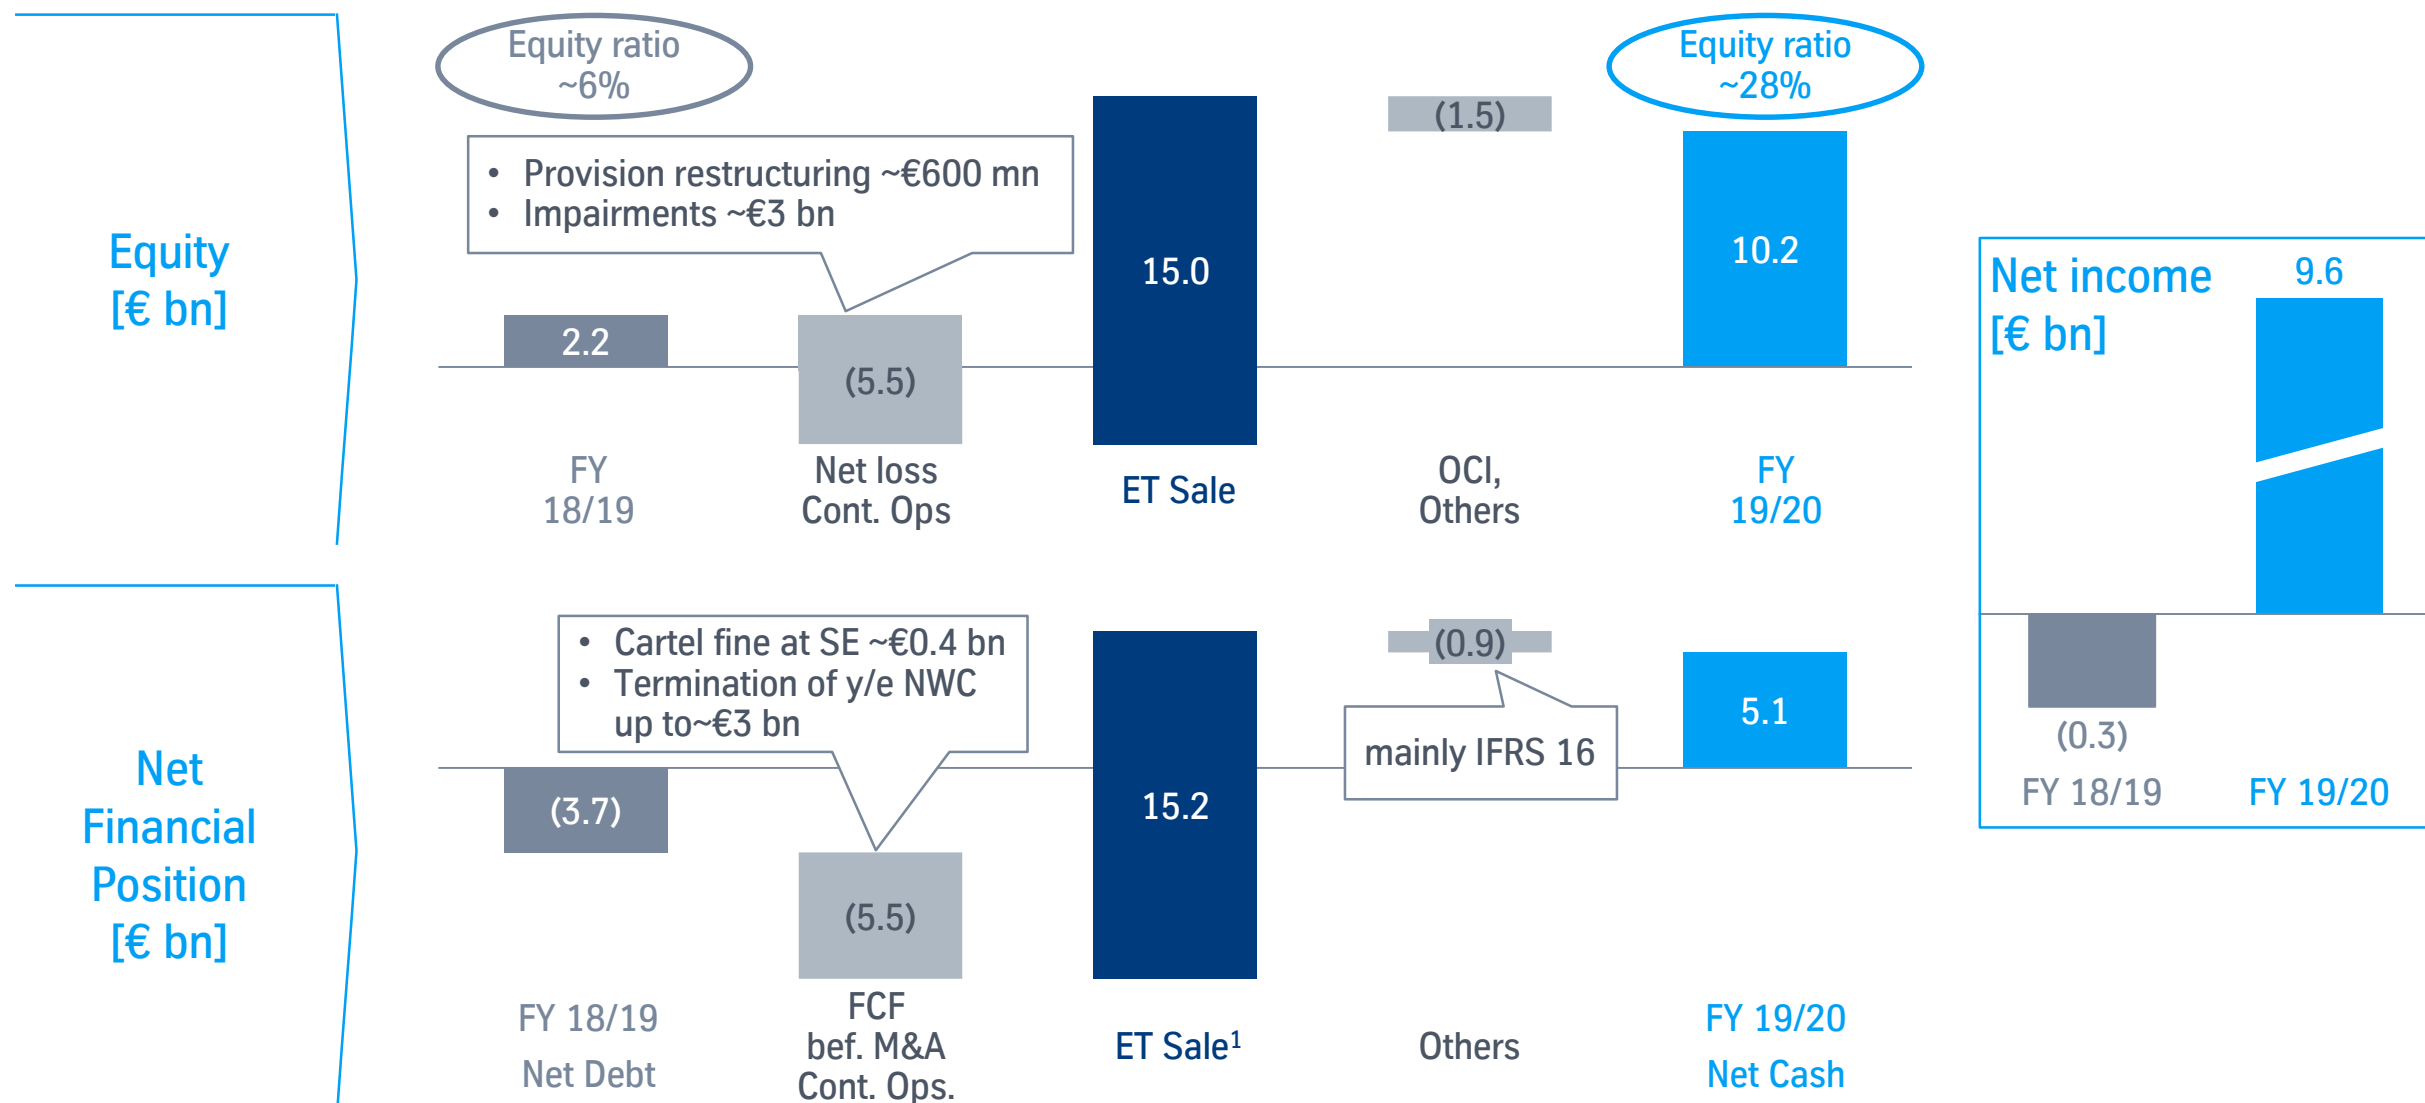 Equity
[€ bn]
Equity ratio
~6%
Equity ratio
~28%
• Provision restructuring ~€600 mn
• Impairments ~€3 bn
2.2
(5.5)
15.0
(1.5)
10.2
FY
18/19
Net loss
Cont. Ops
ET Sale
OCI,
Others
FY
19/20
Net
Financial
Position
[€ bn]
• Cartel fine at SE ~€0.4 bn
• Termination of y/e NWC
up to~€3 bn
(3.7)
(5.5)
15.2
(0.9)
mainly IFRS 16
5.1
FY 18/19
Net Debt
FCF
bef. M&A
Cont. Ops.
ET Sale¹
Others
FY 19/20
Net Cash
Net income
[€ bn]
9.6
(0.3)
FY 18/19
FY 19/20